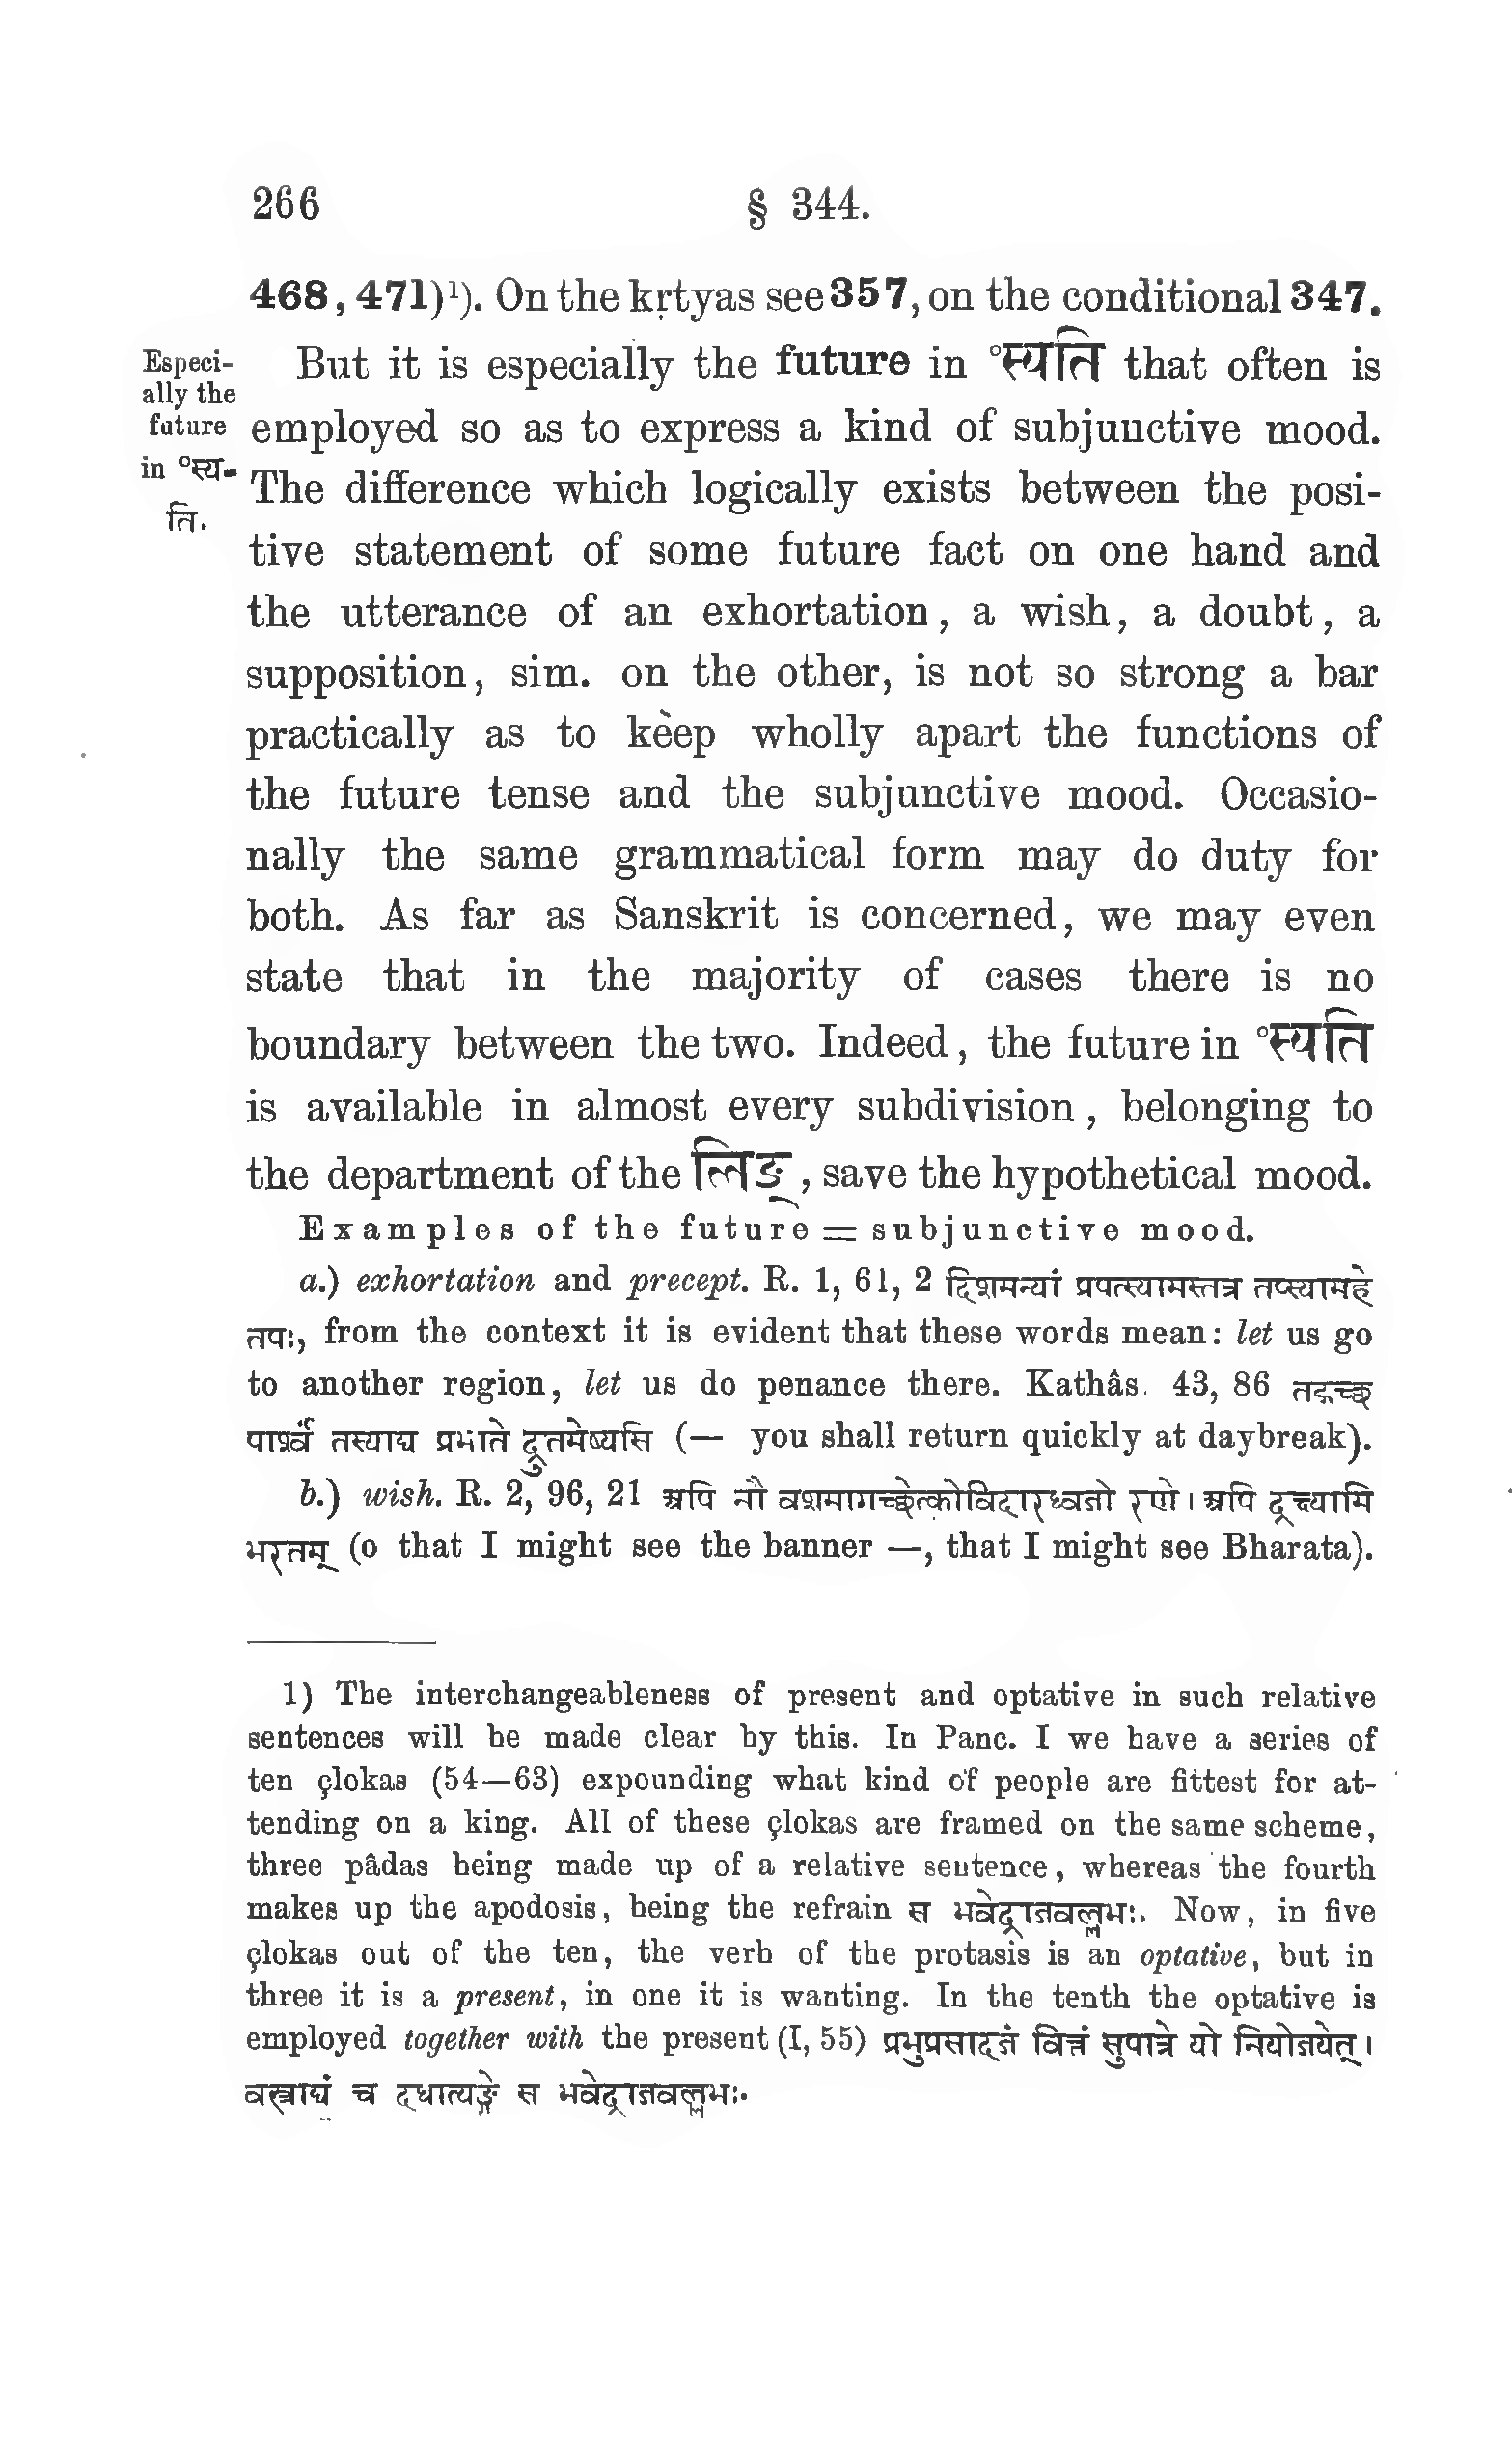 266 § 344.
468, 471)¹). On the kṛtyas see 357, on the conditional 347.
Especi-
ally the
future
in °स्य-
ति.
But it is especially the future in °स्यति that often is
employed so as to express a kind of subjunctive mood.
The difference which logically exists between the posi-
tive statement of some future fact on one hand and
the utterance of an exhortation, a wish, a doubt, a
supposition, sim. on the other, is not so strong a bar
practically as to keep wholly apart the functions of
the future tense and the subjunctive mood. Occasio-
nally the same grammatical form may do duty for
both. As far as Sanskrit is concerned, we may even
state that in the majority of cases there is no
boundary between the two. Indeed, the future in °स्यति
is available in almost every subdivision, belonging to
the department of the लिङ्, save the hypothetical mood.
Examples of the future = subjunctive mood.
a.) exhortation and precept. R. 1, 61, 2 दिशमन्यां प्रपत्स्यामस्तत्र तप्स्यामहे
तपः, from the context it is evident that these words mean: let us go
to another region, let us do penance there. Kathâs. 43, 86 तद्गच्छ
पार्श्वं तस्याद्य प्रभाते द्रुतमेष्यसि (— you shall return quickly at daybreak).
b.) wish. R. 2, 96, 21 अपि नौ वशमागच्छेत्कोविदारध्वजो रणे । अपि द्रक्ष्यामि
भरतम् (o that I might see the banner —, that I might see Bharata).
1) The interchangeableness of present and optative in such relative
sentences will be made clear by this. In Panc. I we have a series of
ten çlokas (54—63) expounding what kind of people are fittest for at-
tending on a king. All of these çlokas are framed on the same scheme,
three pâdas being made up of a relative sentence, whereas the fourth
makes up the apodosis, being the refrain स भवेद्राजवल्लभः. Now, in five
çlokas out of the ten, the verb of the protasis is an optative, but in
three it is a present, in one it is wanting. In the tenth the optative is
employed together with the present (I, 55) प्रभुप्रसादजं वित्तं सुपात्रे यो नियोजयेत् ।
वस्त्राद्यं च दधात्यङ्गे स भवेद्राजवल्लभः.